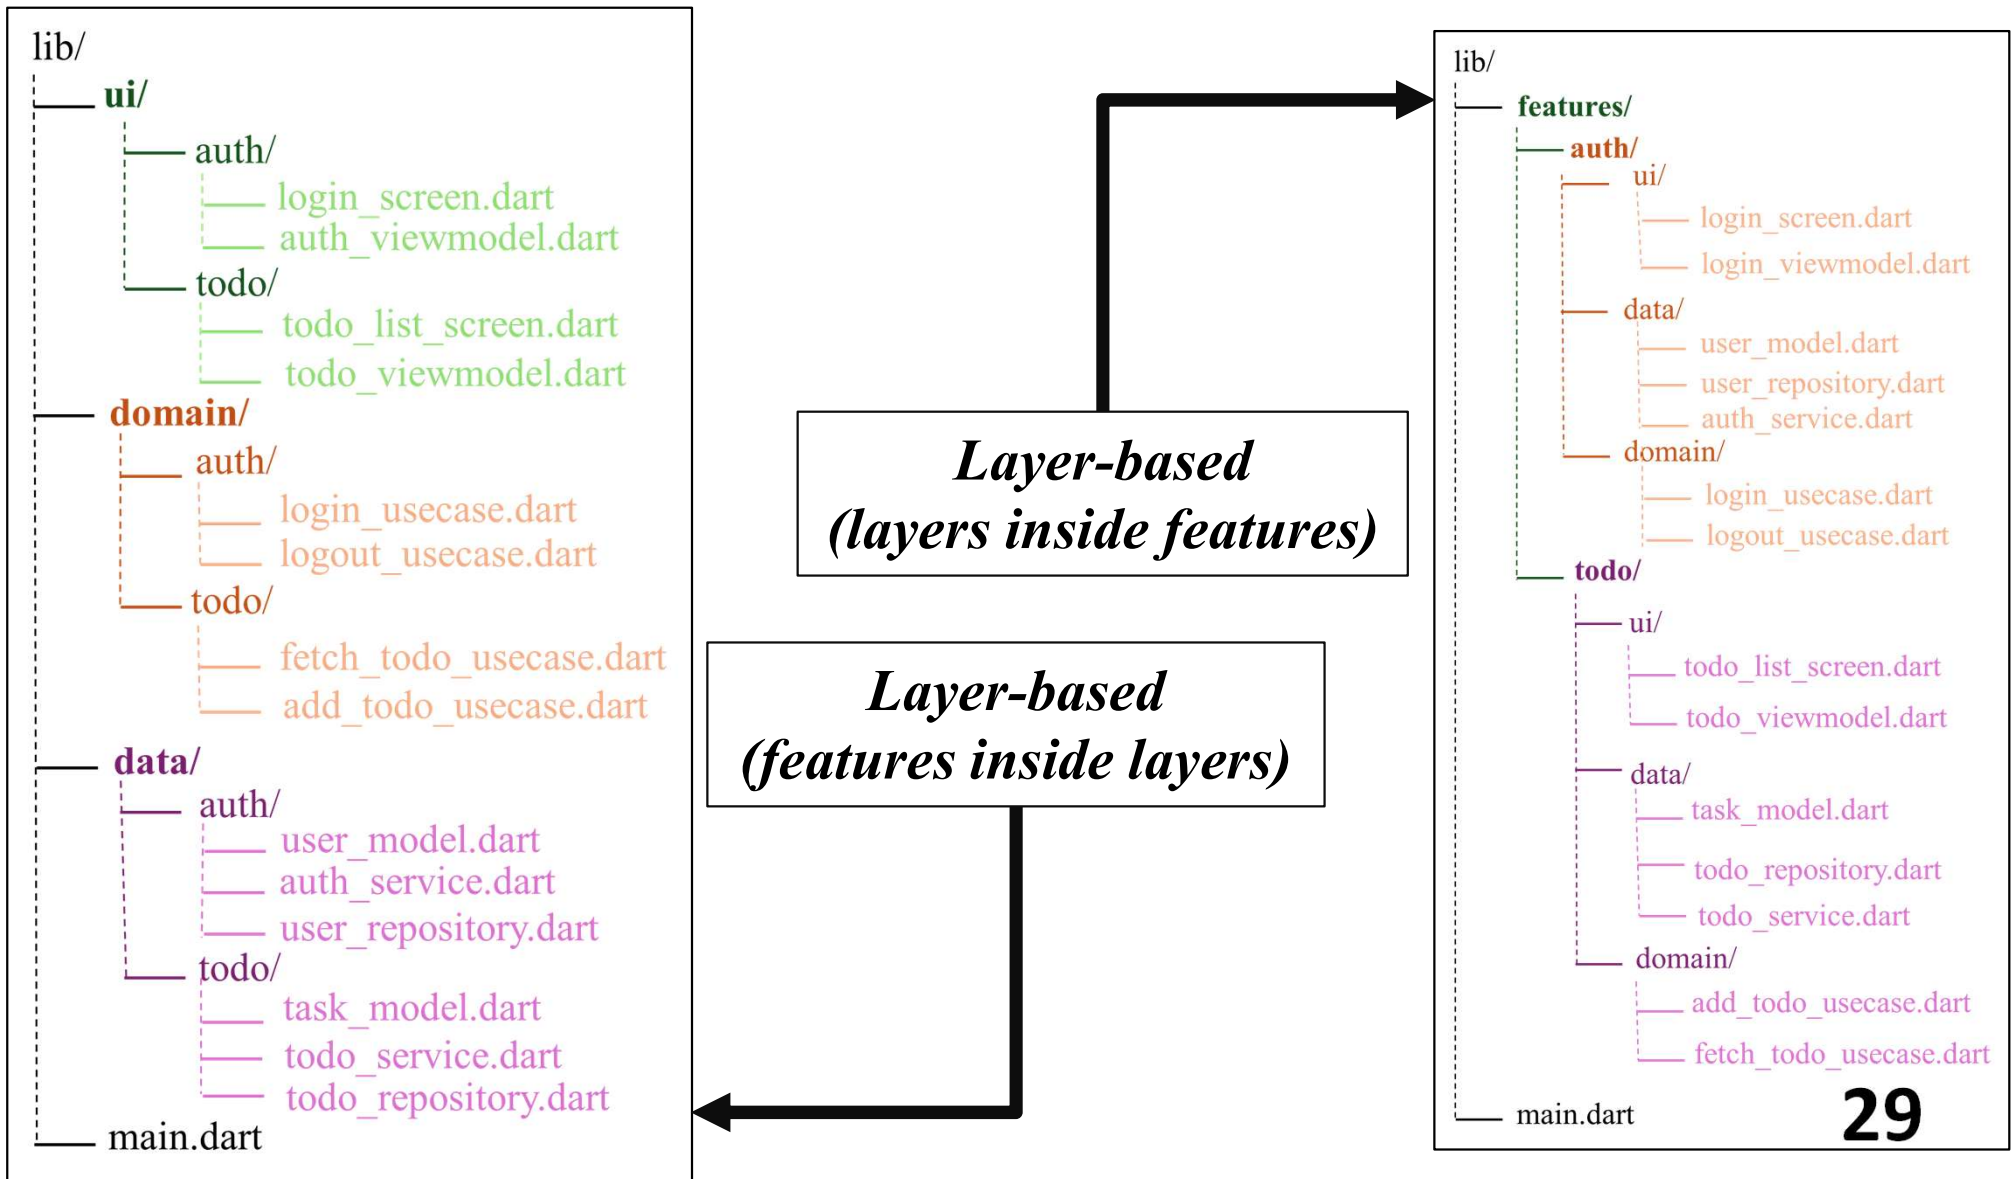 lib/
ui/
auth/
login_screen.dart
auth_viewmodel.dart
todo/
todo_list_screen.dart
todo_viewmodel.dart
domain/
auth/
login_usecase.dart
logout_usecase.dart
todo/
fetch_todo_usecase.dart
add_todo_usecase.dart
data/
auth/
user_model.dart
auth_service.dart
user_repository.dart
todo/
task_model.dart
todo_service.dart
todo_repository.dart
main.dart
Layer-based
(layers inside features)
Layer-based
(features inside layers)
lib/
features/
auth/
ui/
login_screen.dart
login_viewmodel.dart
data/
user_model.dart
user_repository.dart
auth_service.dart
domain/
login_usecase.dart
logout_usecase.dart
todo/
ui/
todo_list_screen.dart
todo_viewmodel.dart
data/
task_model.dart
todo_repository.dart
todo_service.dart
domain/
add_todo_usecase.dart
fetch_todo_usecase.dart
main.dart
29